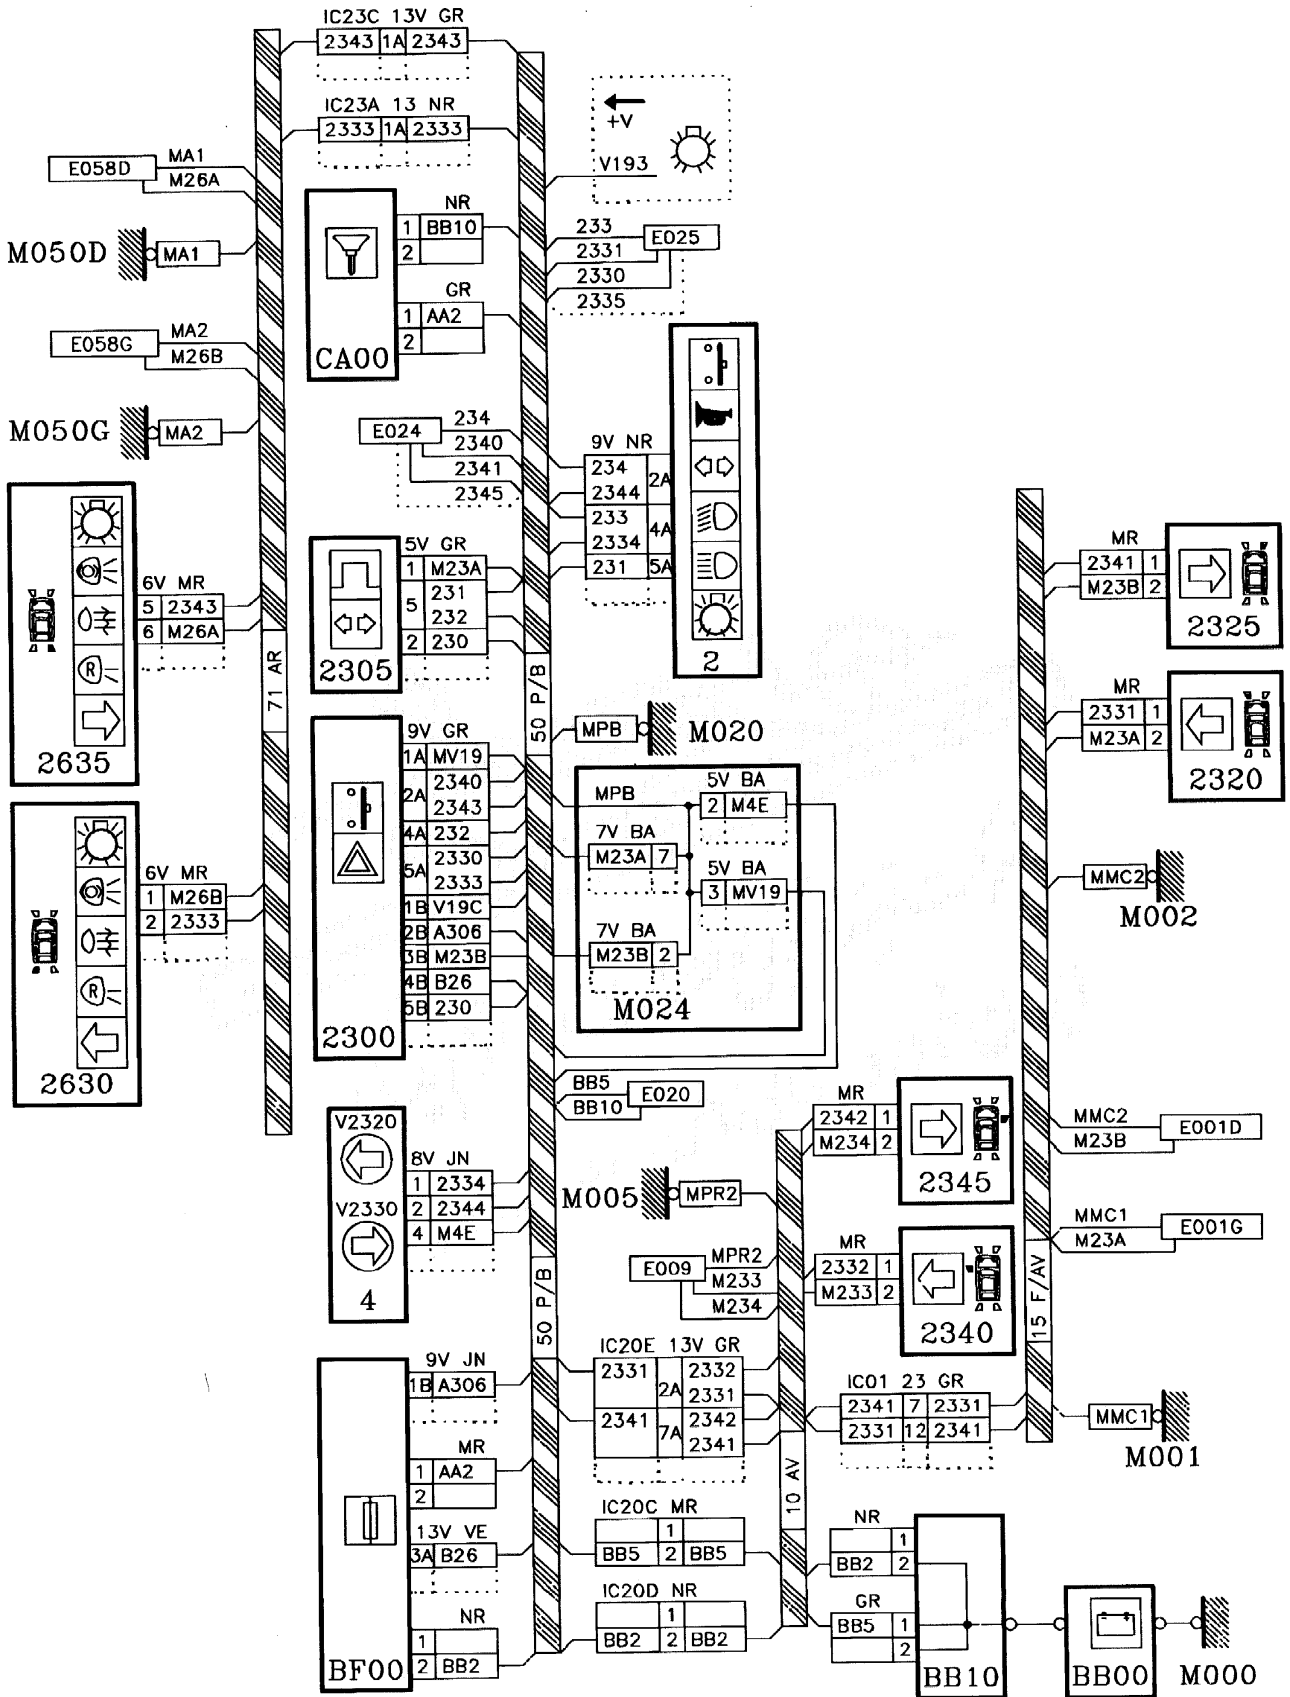 IC23C 13V GR
2343 1A 2343
IC23A 13 NR
2333 1A 2333
+V
V193
E058D
MA1
M26A
M050D
MA1
E058G
MA2
M26B
M050G
MA2
NR
1 BB10
2
GR
1 AA2
2
CA00
233
2331
2330
2335
E025
E024
234
2340
2341
2345
9V NR
234
2344
2A
233
2334
4A
231 5A
2
5V GR
1 M23A
5 231
232
2 230
2305
6V MR
5 2343
6 M26A
2635
71 AR
50 P/B
MPB
M020
9V GR
1A MV19
2A 2340
2343
4A 232
5A 2330
2333
1B V19C
2B A306
3B M23B
4B B26
5B 230
2300
6V MR
1 M26B
2 2333
2630
MPB
5V BA
2 M4E
7V BA
M23A 7
5V BA
3 MV19
7V BA
M23B 2
M024
MR
2341 1
M23B 2
2325
MR
2331 1
M23A 2
2320
MMC2
M002
BB5
BB10
E020
MR
2342 1
M234 2
2345
MMC2
M23B
E001D
V2320
V2330
8V JN
1 2334
2 2344
4 M4E
4
M005
MPR2
E009
MPR2
M233
M234
MR
2332 1
M233 2
2340
MMC1
M23A
E001G
15 F/AV
50 P/B
IC20E 13V GR
2331 2A 2332
2331
2341 7A 2342
2341
IC01 23 GR
2341 7 2331
2331 12 2341
MMC1
M001
10 AV
9V JN
1B A306
MR
1 AA2
2
13V VE
3A B26
NR
1
2 BB2
BF00
IC20C MR
1
BB5 2 BB5
IC20D NR
1
BB2 2 BB2
NR
1
BB2 2
GR
BB5 1
2
BB10
BB00
M000